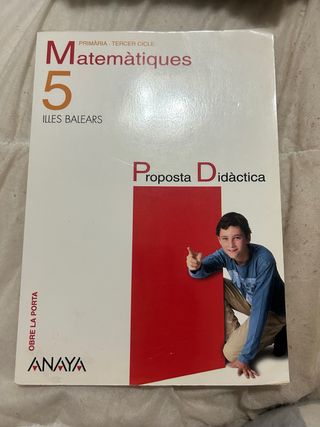 PRIMÀRIA · TERCER CICLE
Matemàtiques
5
ILLES BALEARS
Proposta Didàctica
OBRE LA PORTA
ANAYA